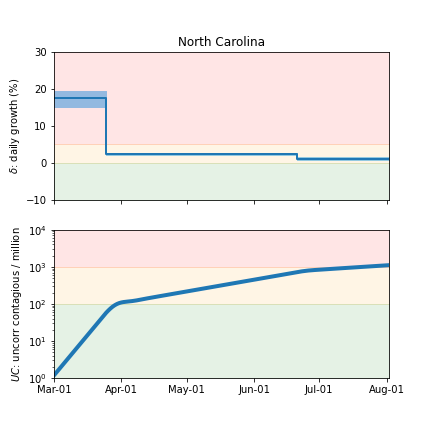 North Carolina
30
20
10
0
−10
δ: daily growth (%)
10⁴
10³
10²
10¹
10⁰
UC: uncorr contagious / million
Mar-01 Apr-01 May-01 Jun-01 Jul-01 Aug-01